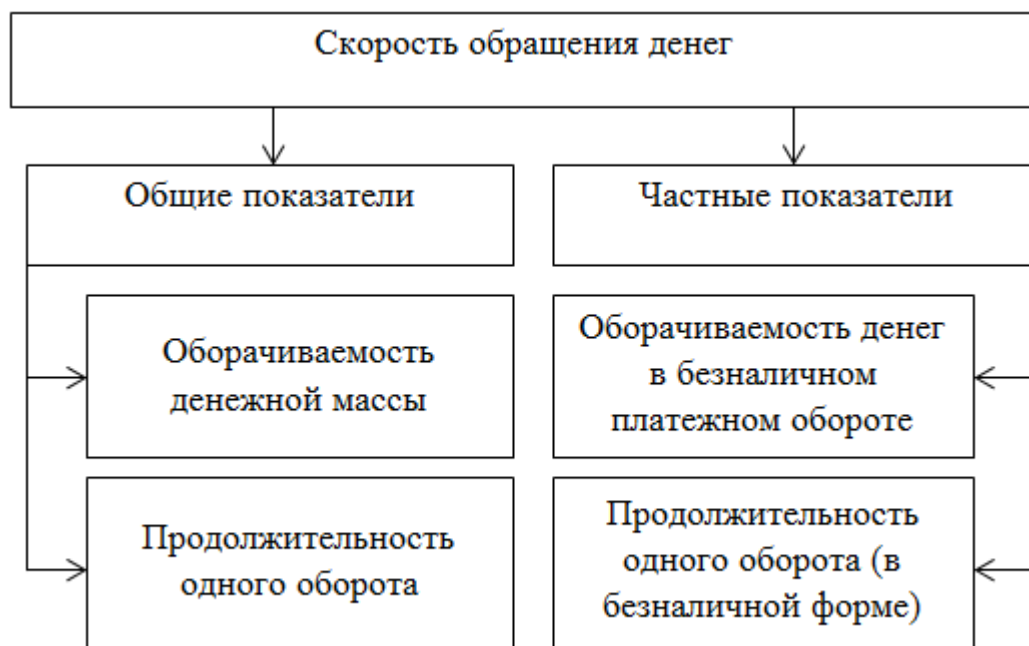 Скорость обращения денег
Общие показатели
Частные показатели
Оборачиваемость
денежной массы
Оборачиваемость денег
в безналичном
платежном обороте
Продолжительность
одного оборота
Продолжительность
одного оборота (в
безналичной форме)